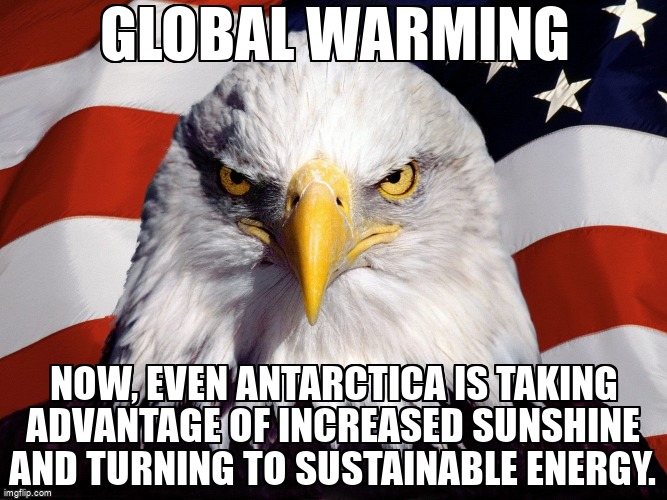 GLOBAL WARMING
NOW, EVEN ANTARCTICA IS TAKING
ADVANTAGE OF INCREASED SUNSHINE
AND TURNING TO SUSTAINABLE ENERGY.
imgflip.com